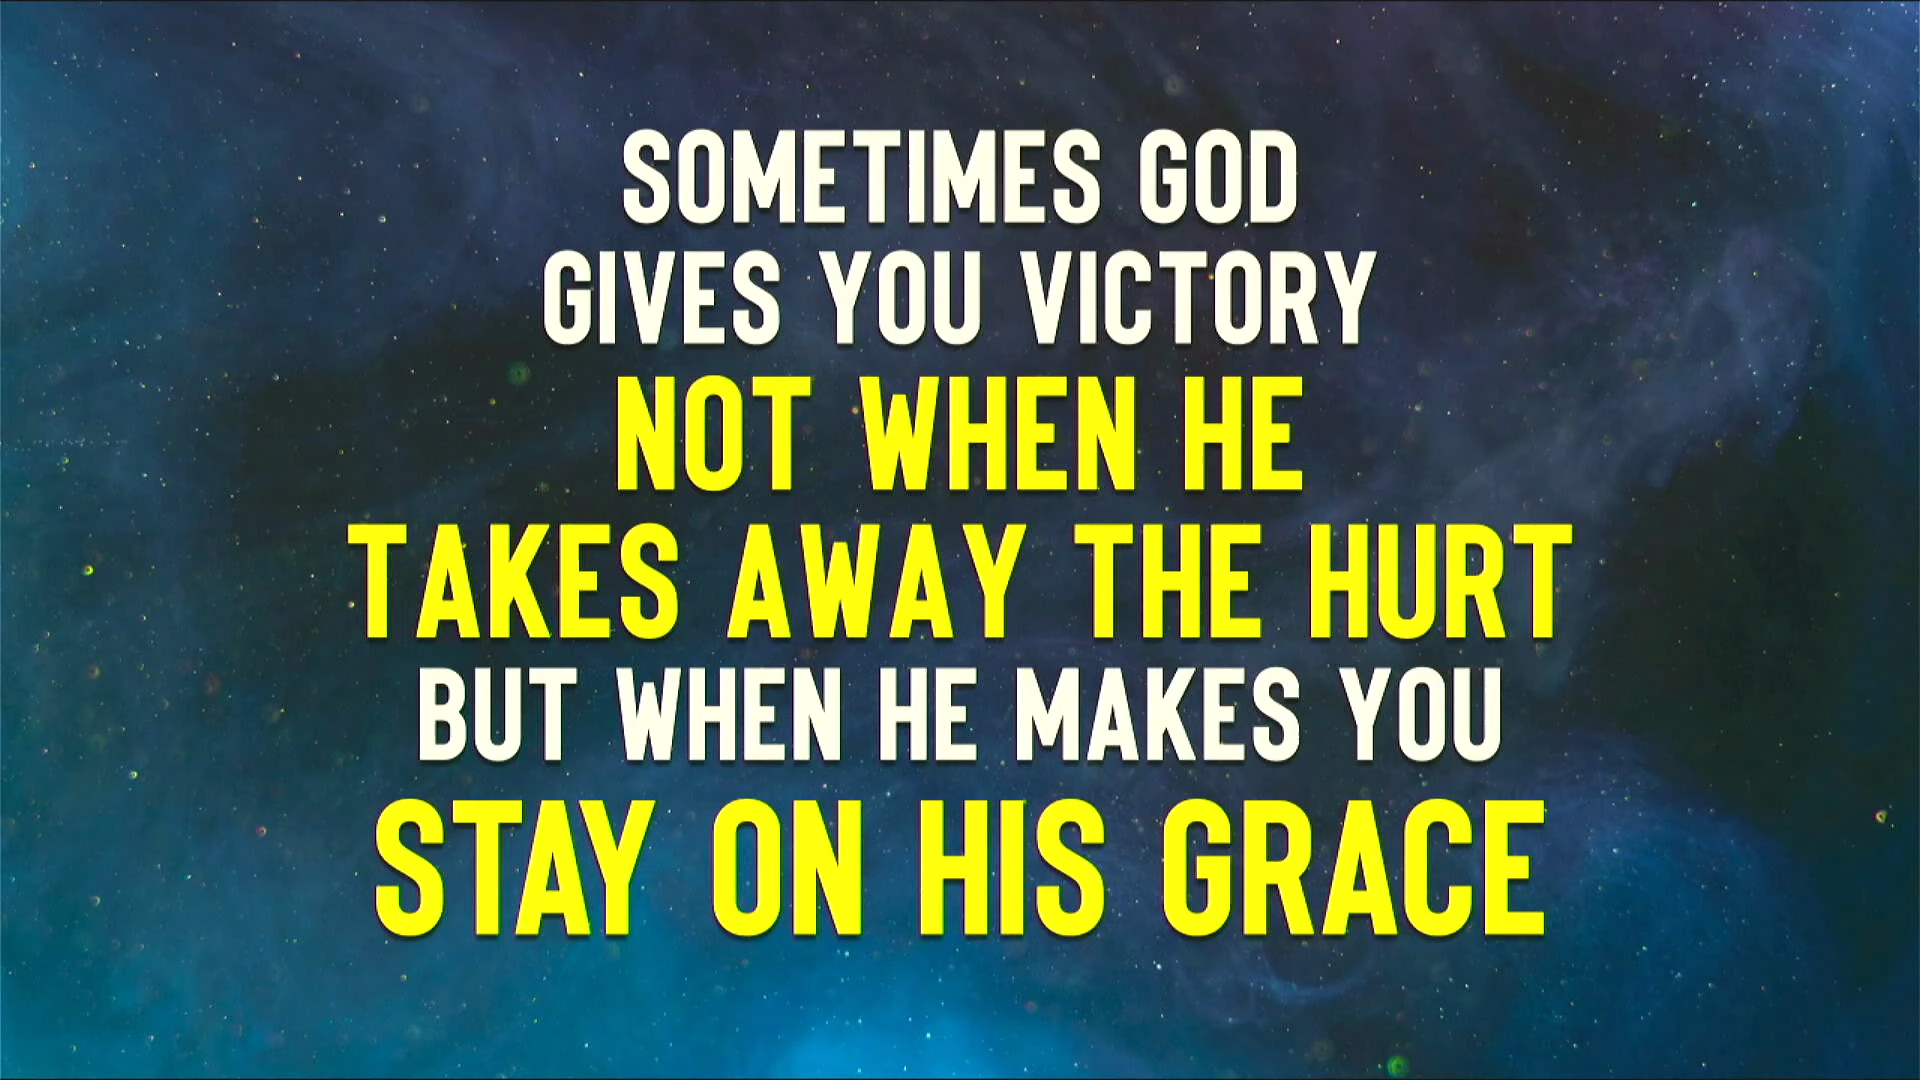 SOMETIMES GOD
GIVES YOU VICTORY
NOT WHEN HE
TAKES AWAY THE HURT
BUT WHEN HE MAKES YOU
STAY ON HIS GRACE